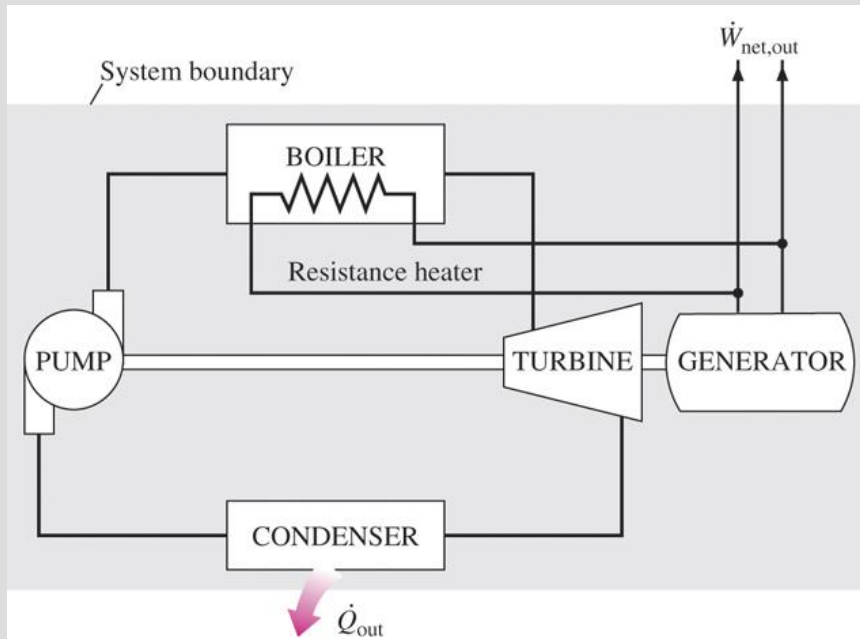 Ẇnet,out
System boundary
BOILER
Resistance heater
PUMP
TURBINE
GENERATOR
CONDENSER
Q̇out